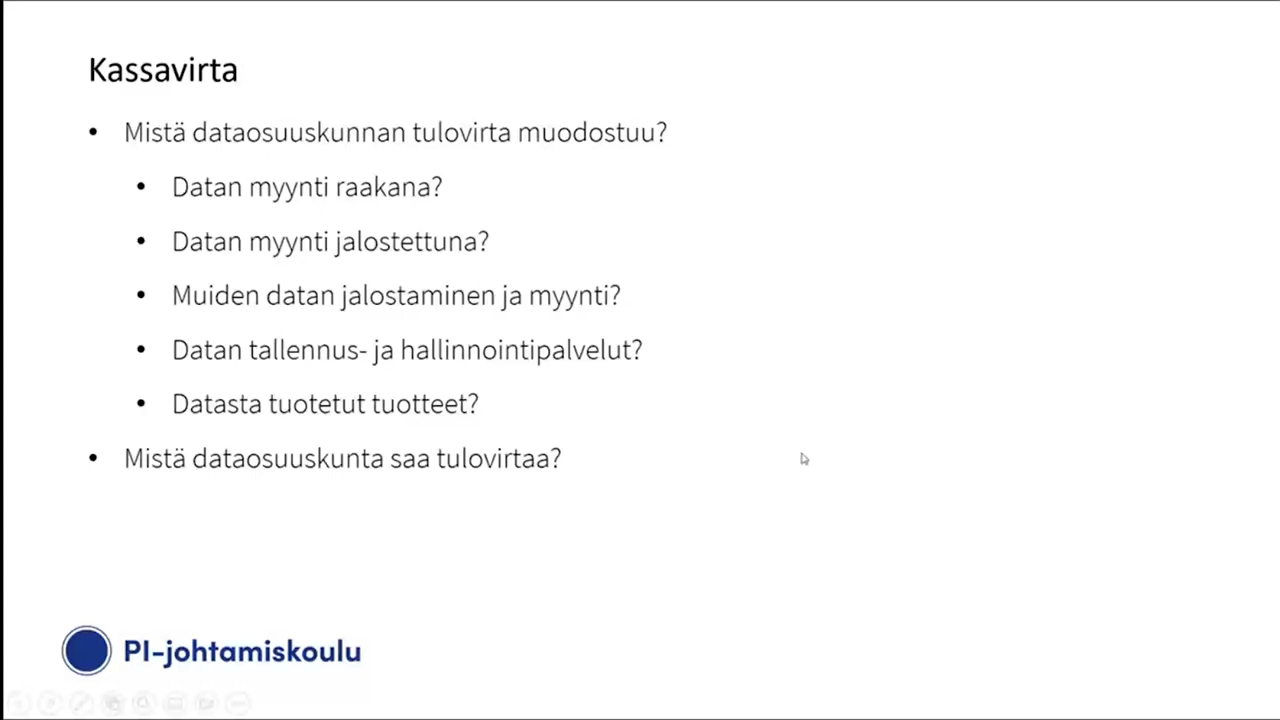 Kassavirta
• Mistä dataosuuskunnan tulovirta muodostuu?
• Datan myynti raakana?
• Datan myynti jalostettuna?
• Muiden datan jalostaminen ja myynti?
• Datan tallennus- ja hallinnointipalvelut?
• Datasta tuotetut tuotteet?
• Mistä dataosuuskunta saa tulovirtaa?
PI-johtamiskoulu